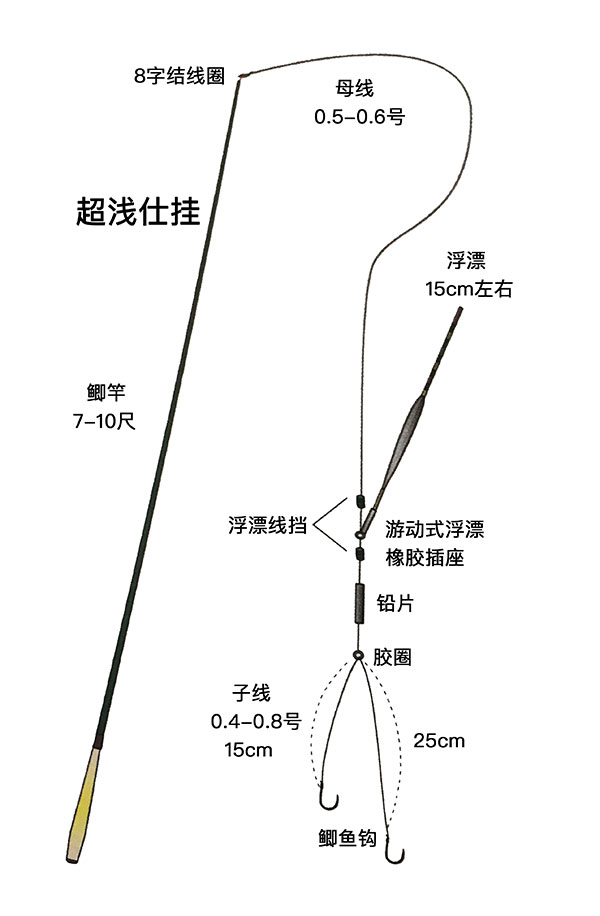 8字结线圈
母线
0.5–0.6号
超浅仕挂
浮漂
15cm左右
鲫竿
7–10尺
浮漂线挡
游动式浮漂
橡胶插座
铅片
胶圈
子线
0.4–0.8号
15cm
25cm
鲫鱼钩